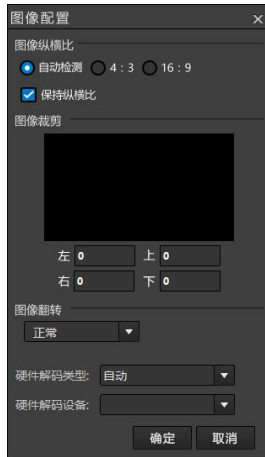 图像配置
图像纵横比
自动检测 4 : 3 16 : 9
保持纵横比
图像裁剪
左 0 上 0
右 0 下 0
图像翻转
正常
硬件解码类型: 自动
硬件解码设备:
确定 取消